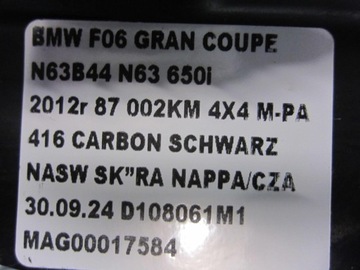 BMW F06 GRAN COUPE
N63B44 N63 650i
2012r 87 002KM 4X4 M-PA
416 CARBON SCHWARZ
NASW SK"RA NAPPA/CZA
30.09.24 D108061M1
MAG00017584